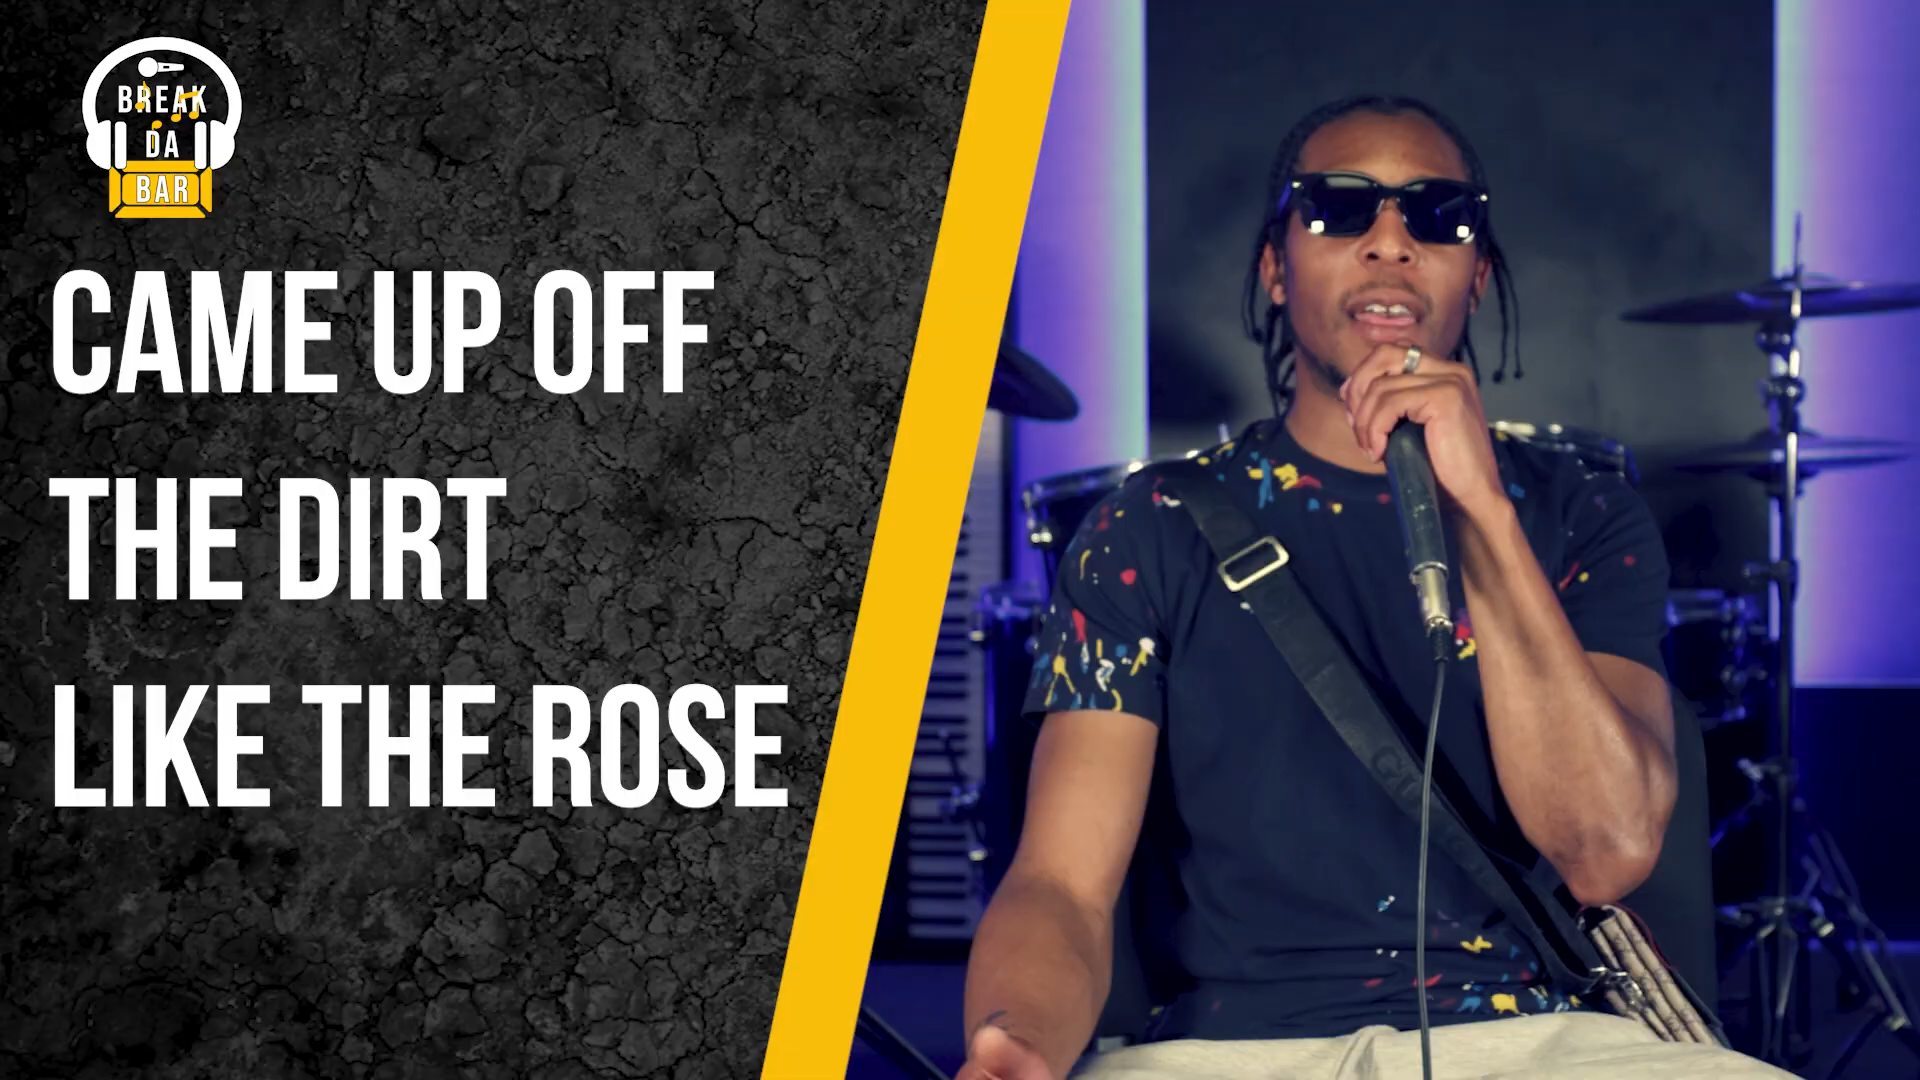 BREAK
DA
BAR
CAME UP OFF
THE DIRT
LIKE THE ROSE